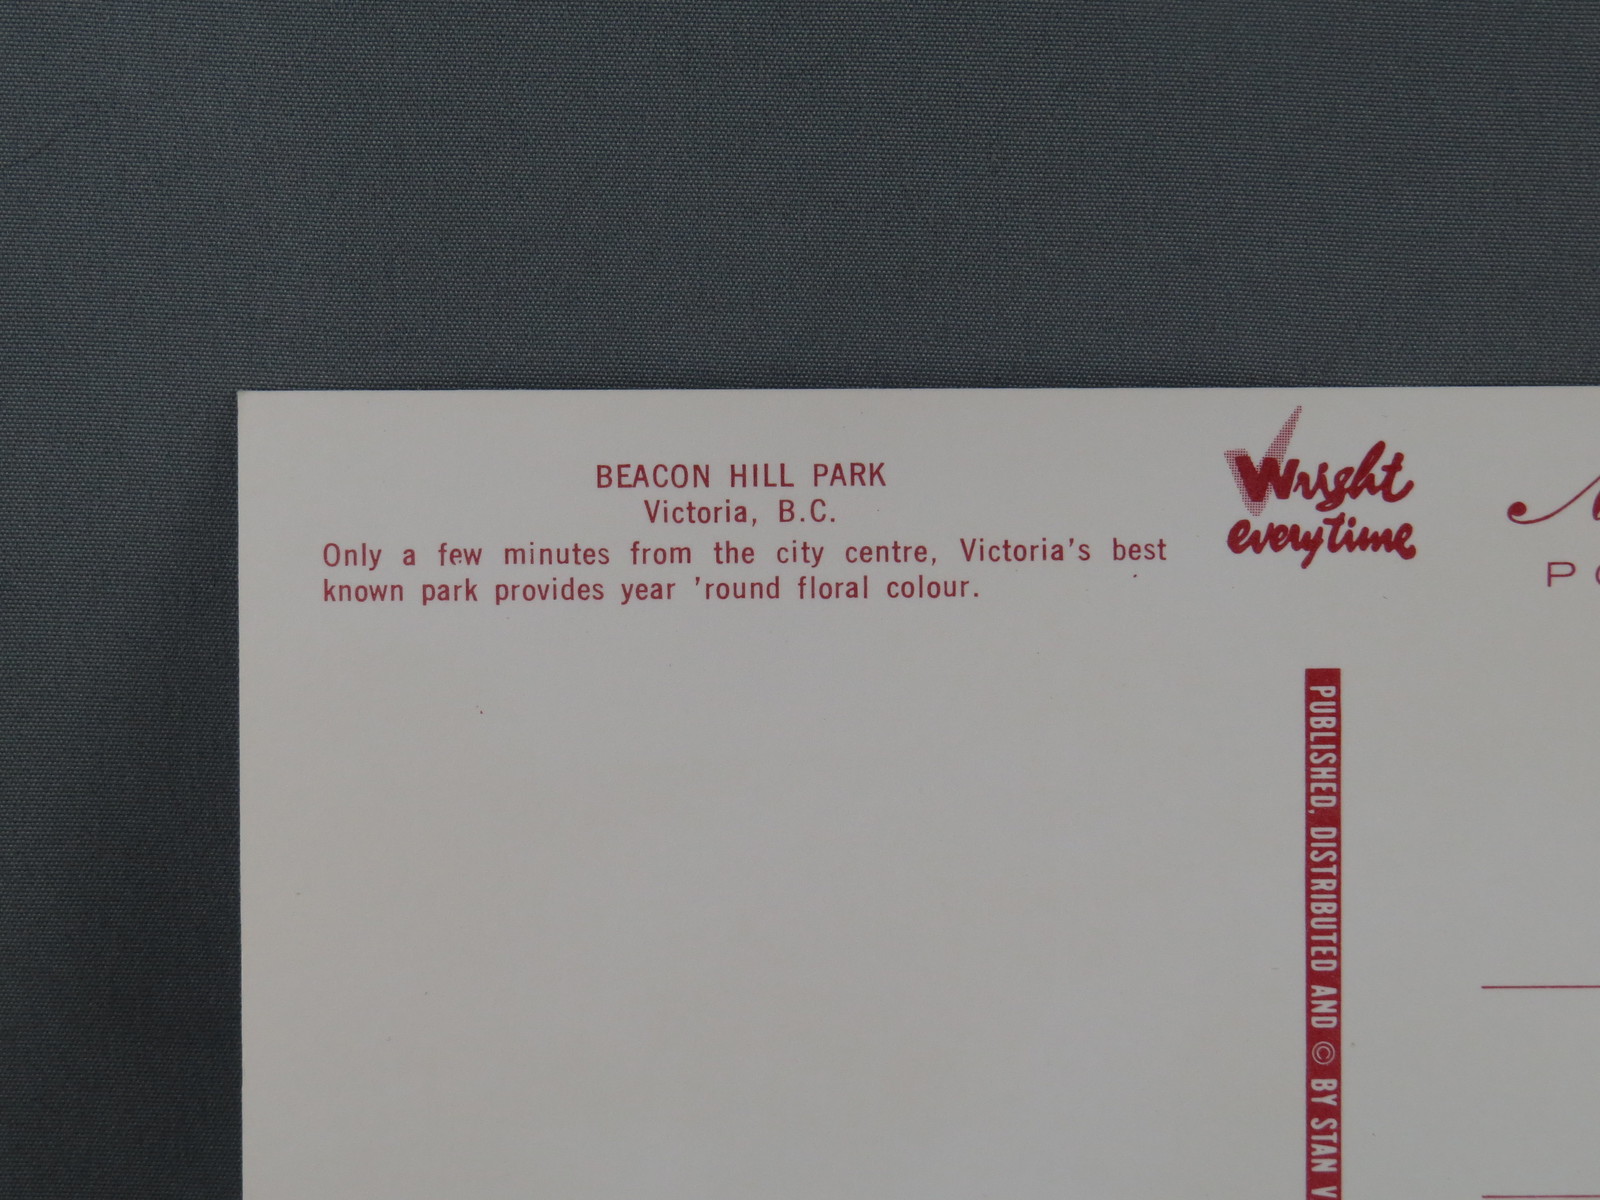 BEACON HILL PARK
Victoria, B.C.
Only a few minutes from the city centre, Victoria's best
known park provides year 'round floral colour.
Wright
everytime
PUBLISHED, DISTRIBUTED AND © BY STAN